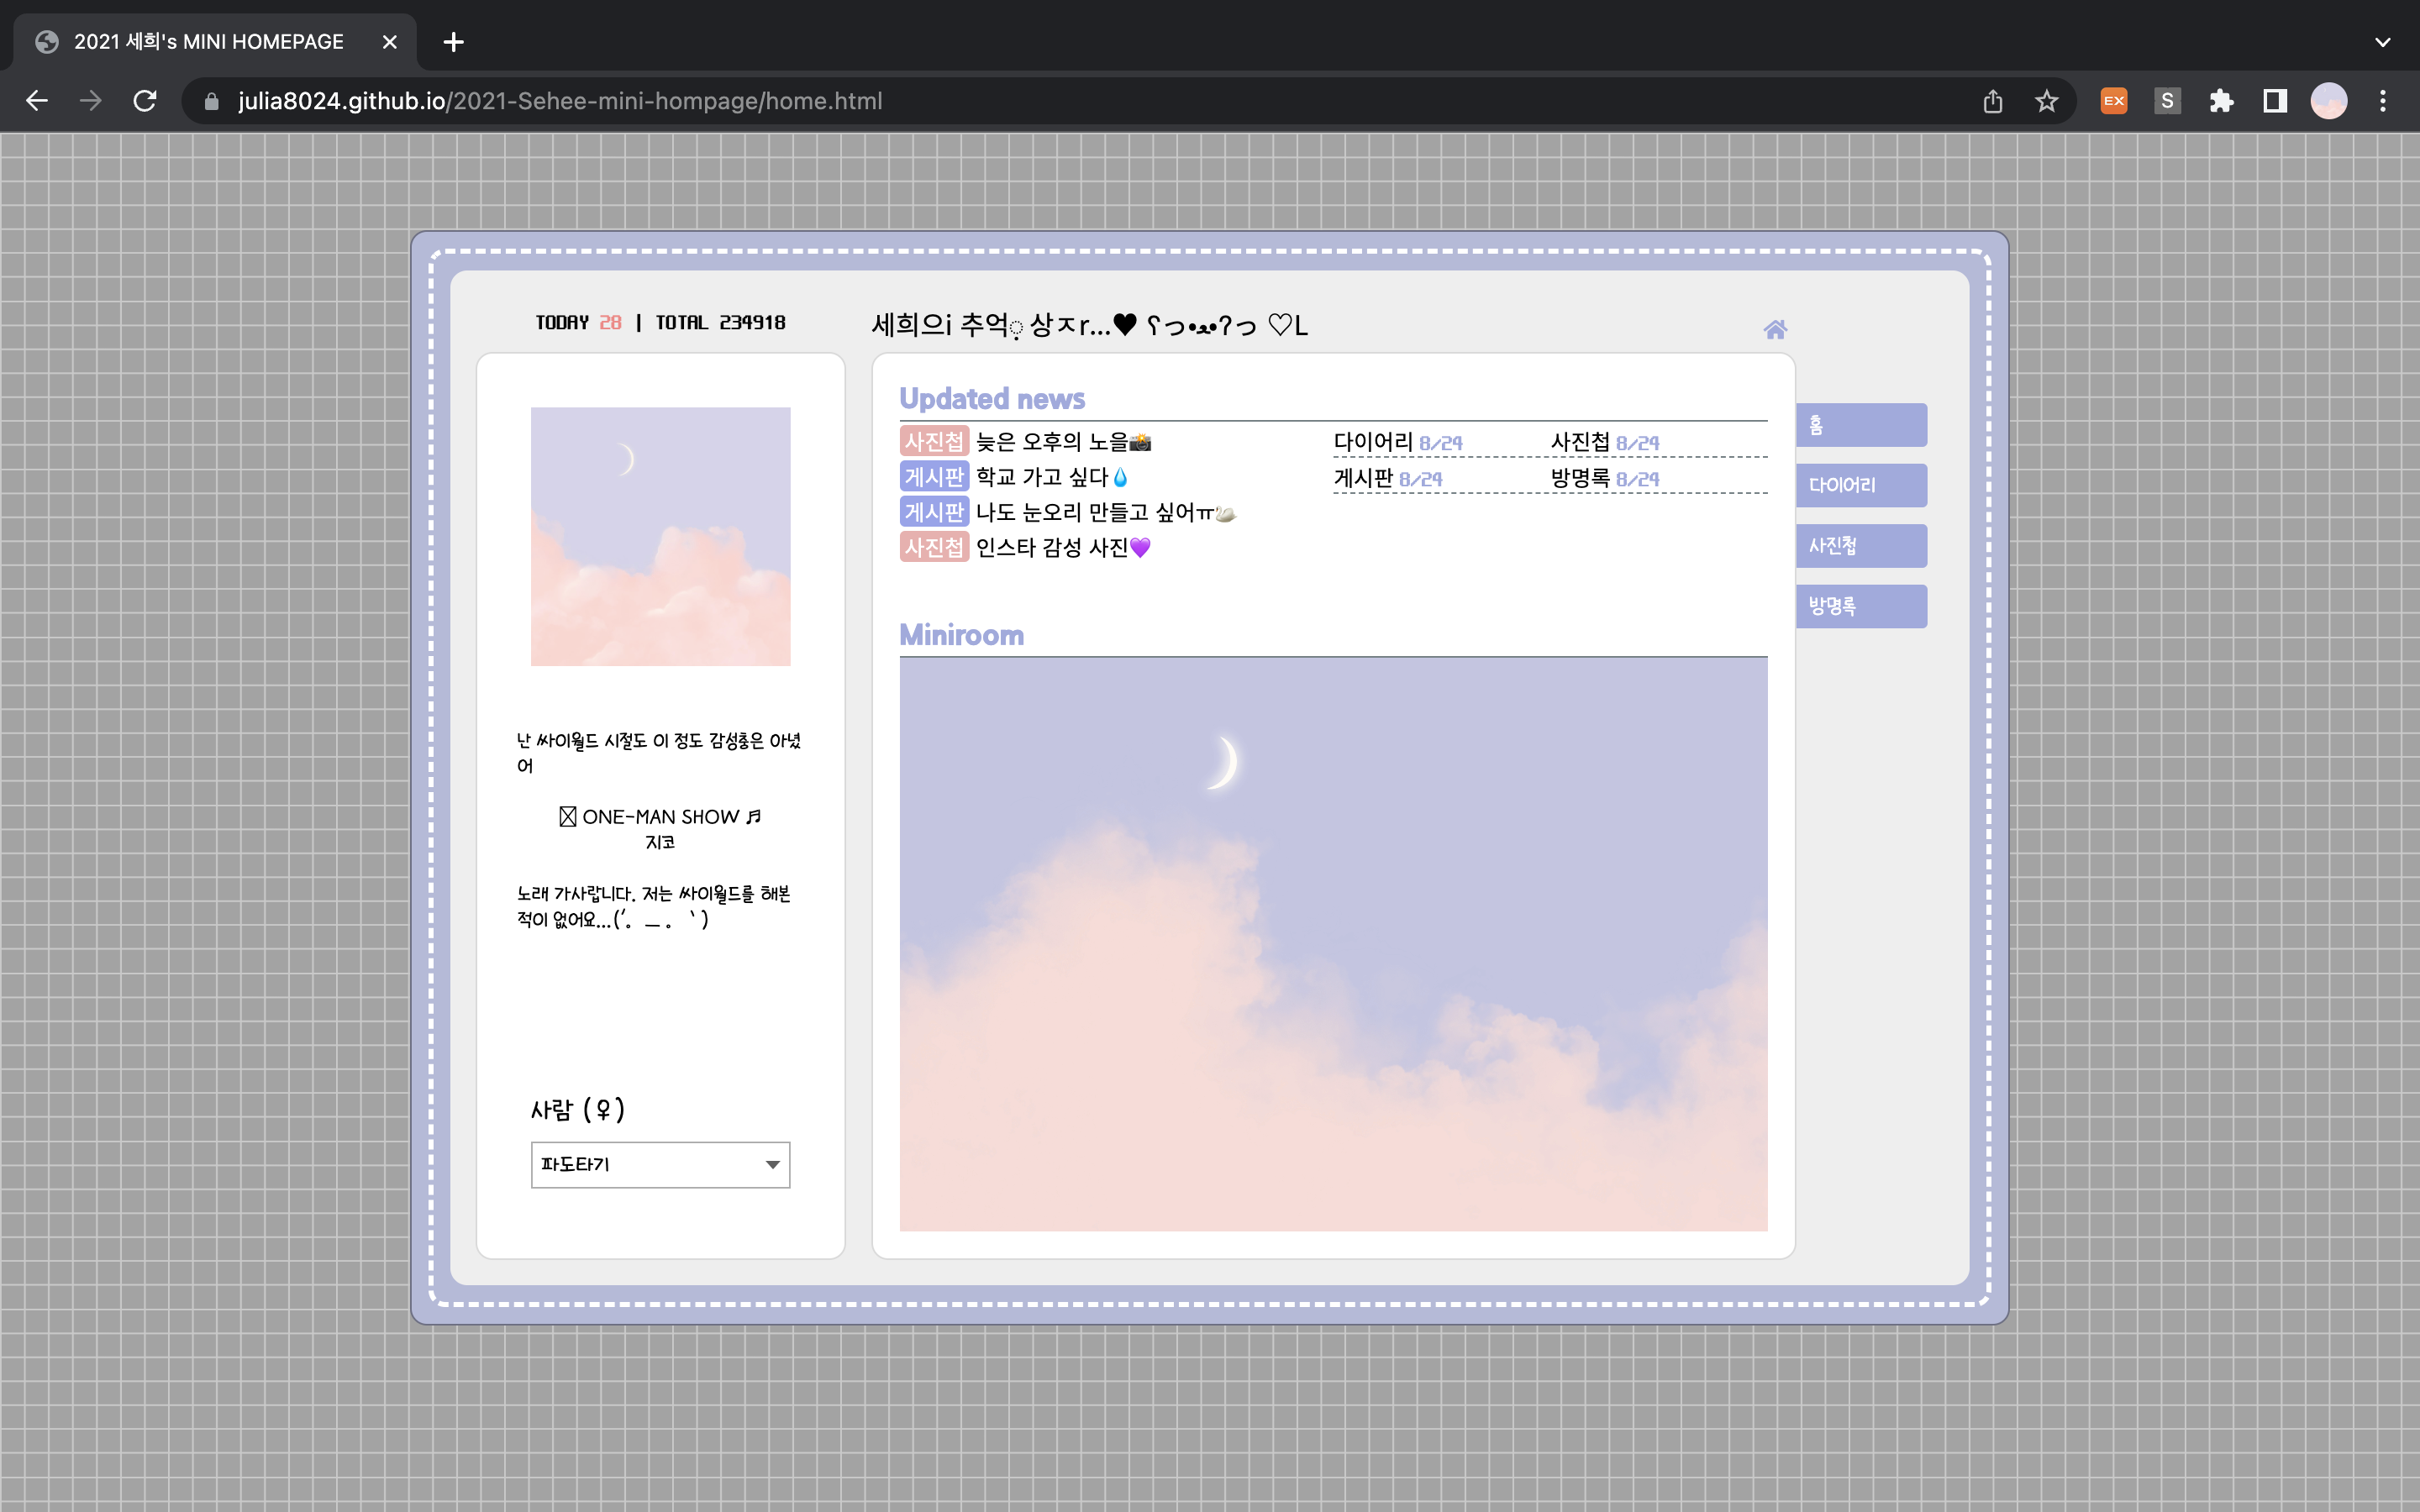 2021 세희's MINI HOMEPAGE
julia8024.github.io/2021-Sehee-mini-hompage/home.html
EX
S
TODAY 28 | TOTAL 234918
세희으i 추억़ 상ㅈr...♥ ʕっ•ﻌ•ʔっ ♡L
난 싸이월드 시절도 이 정도 감성충은 아녔
어
ONE-MAN SHOW ♬
지코
노래 가사랍니다. 저는 싸이월드를 해본
적이 없어요...(´。_。｀)
사람 (♀)
파도타기
Updated news
사진첩 늦은 오후의 노을📸
게시판 학교 가고 싶다💧
게시판 나도 눈오리 만들고 싶어ㅠ🦢
사진첩 인스타 감성 사진💜
다이어리 8/24 사진첩 8/24
게시판 8/24 방명록 8/24
Miniroom
홈
다이어리
사진첩
방명록